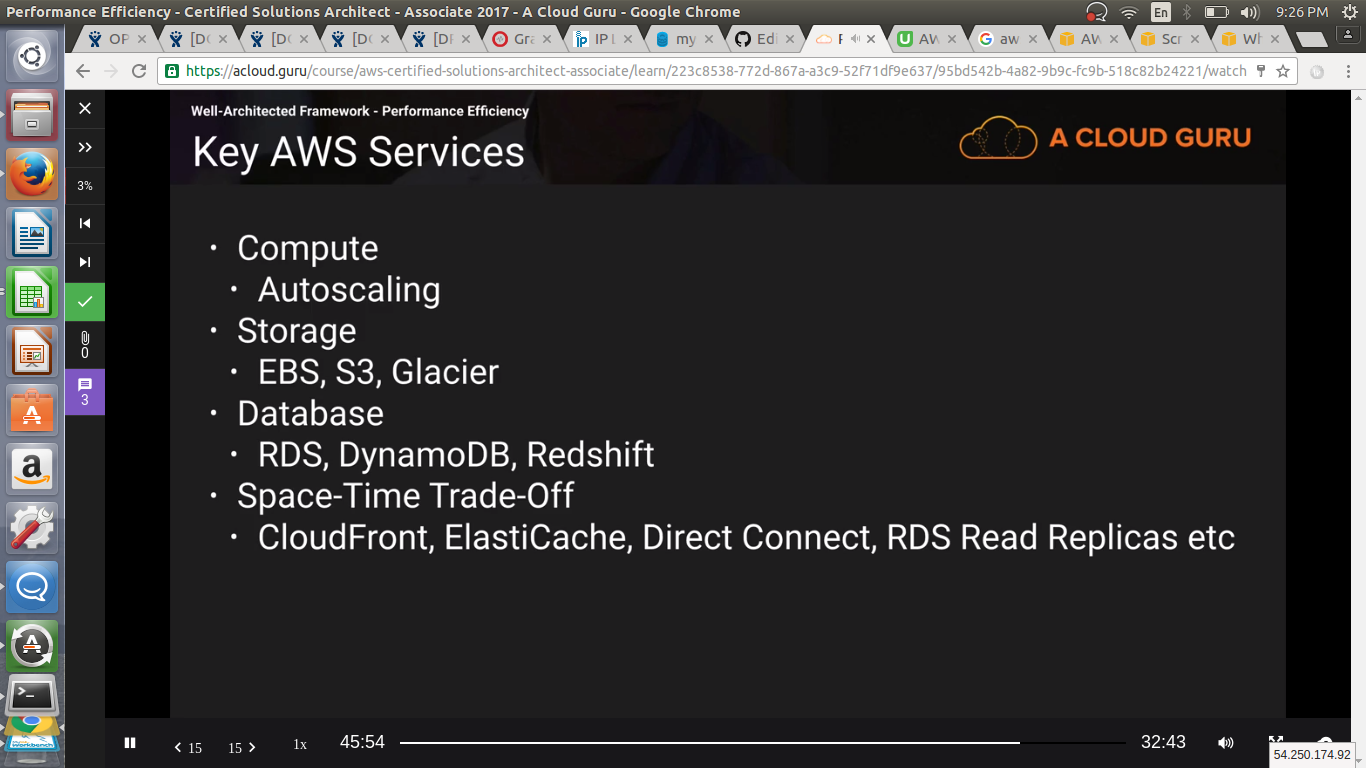 Performance Efficiency - Certified Solutions Architect - Associate 2017 - A Cloud Guru - Google Chrome
En
9:26 PM
OP
[DC
[DC
[DC
[DF
Gra
IP L
my
Edi
AW
aw
AW
Scr
Wh
https://acloud.guru/course/aws-certified-solutions-architect-associate/learn/223c8538-772d-867a-a3c9-52f71df9e637/95bd542b-4a82-9b9c-fc9b-518c82b24221/watch
3%
0
3
Well-Architected Framework - Performance Efficiency
Key AWS Services
A CLOUD GURU
• Compute
• Autoscaling
• Storage
• EBS, S3, Glacier
• Database
• RDS, DynamoDB, Redshift
• Space-Time Trade-Off
• CloudFront, ElastiCache, Direct Connect, RDS Read Replicas etc
15
15
1x
45:54
32:43
54.250.174.92